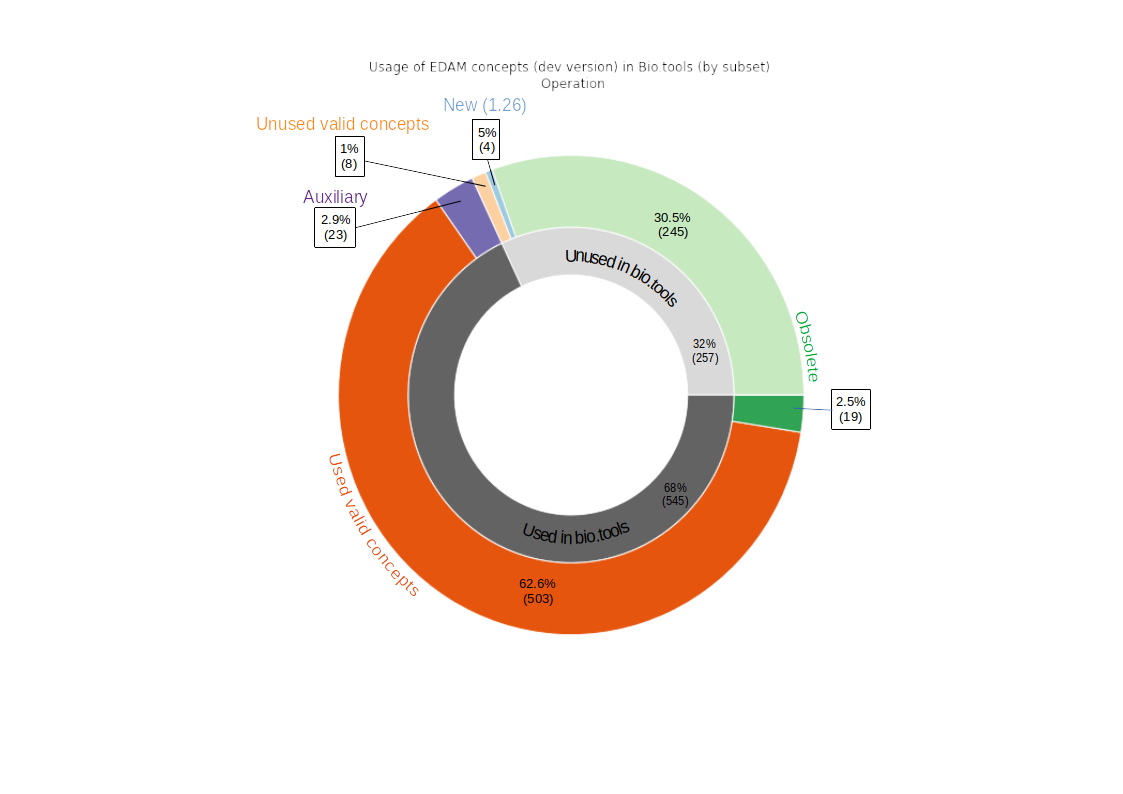 Usage of EDAM concepts (dev version) in Bio.tools (by subset)
Operation
New (1.26)
5%
(4)
Unused valid concepts
1%
(8)
Auxiliary
2.9%
(23)
30.5%
(245)
Unused in bio.tools
32%
(257)
Obsolete
2.5%
(19)
68%
(545)
Used in bio.tools
Used valid concepts
62.6%
(503)